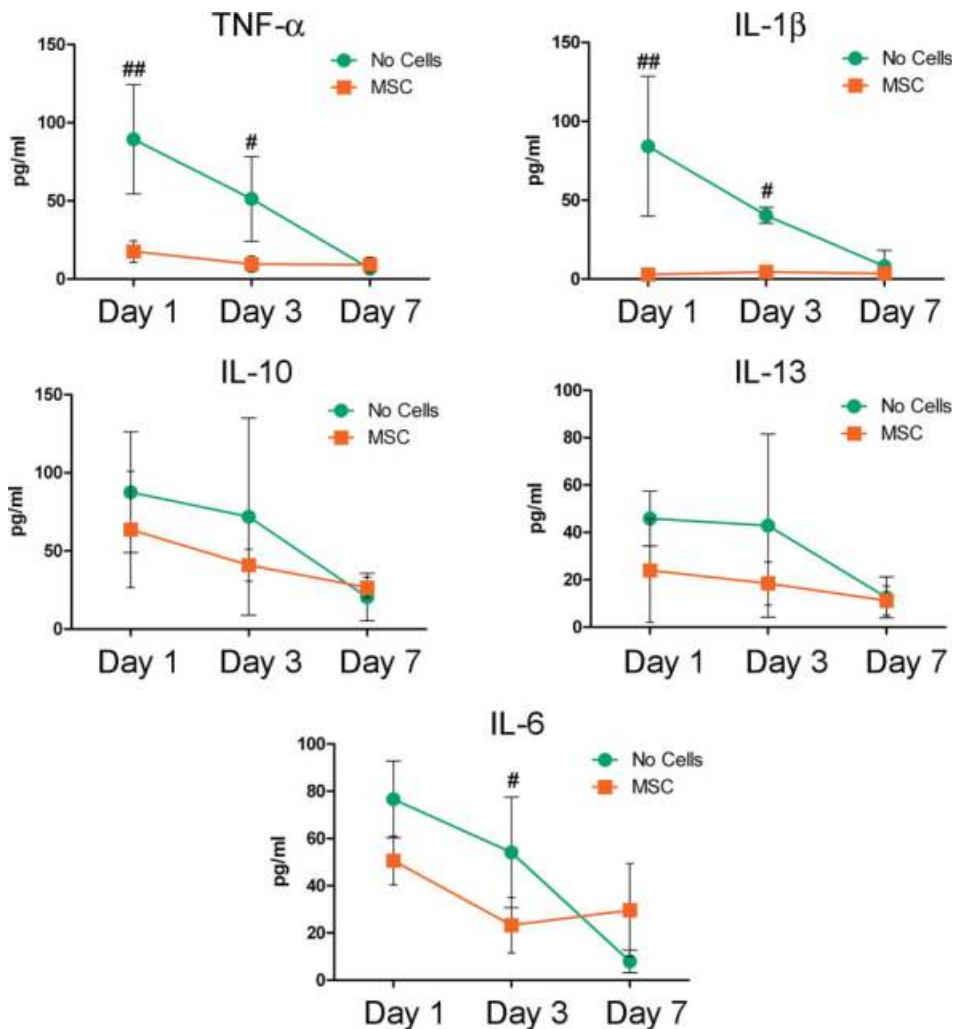 TNF-α
150
100
50
0
pg/ml
##
#
No Cells
MSC
Day 1 Day 3 Day 7
IL-1β
150
100
50
0
pg/ml
##
#
No Cells
MSC
Day 1 Day 3 Day 7
IL-10
150
100
50
0
pg/ml
No Cells
MSC
Day 1 Day 3 Day 7
IL-13
100
80
60
40
20
0
pg/ml
No Cells
MSC
Day 1 Day 3 Day 7
IL-6
100
80
60
40
20
0
pg/ml
#
No Cells
MSC
Day 1 Day 3 Day 7